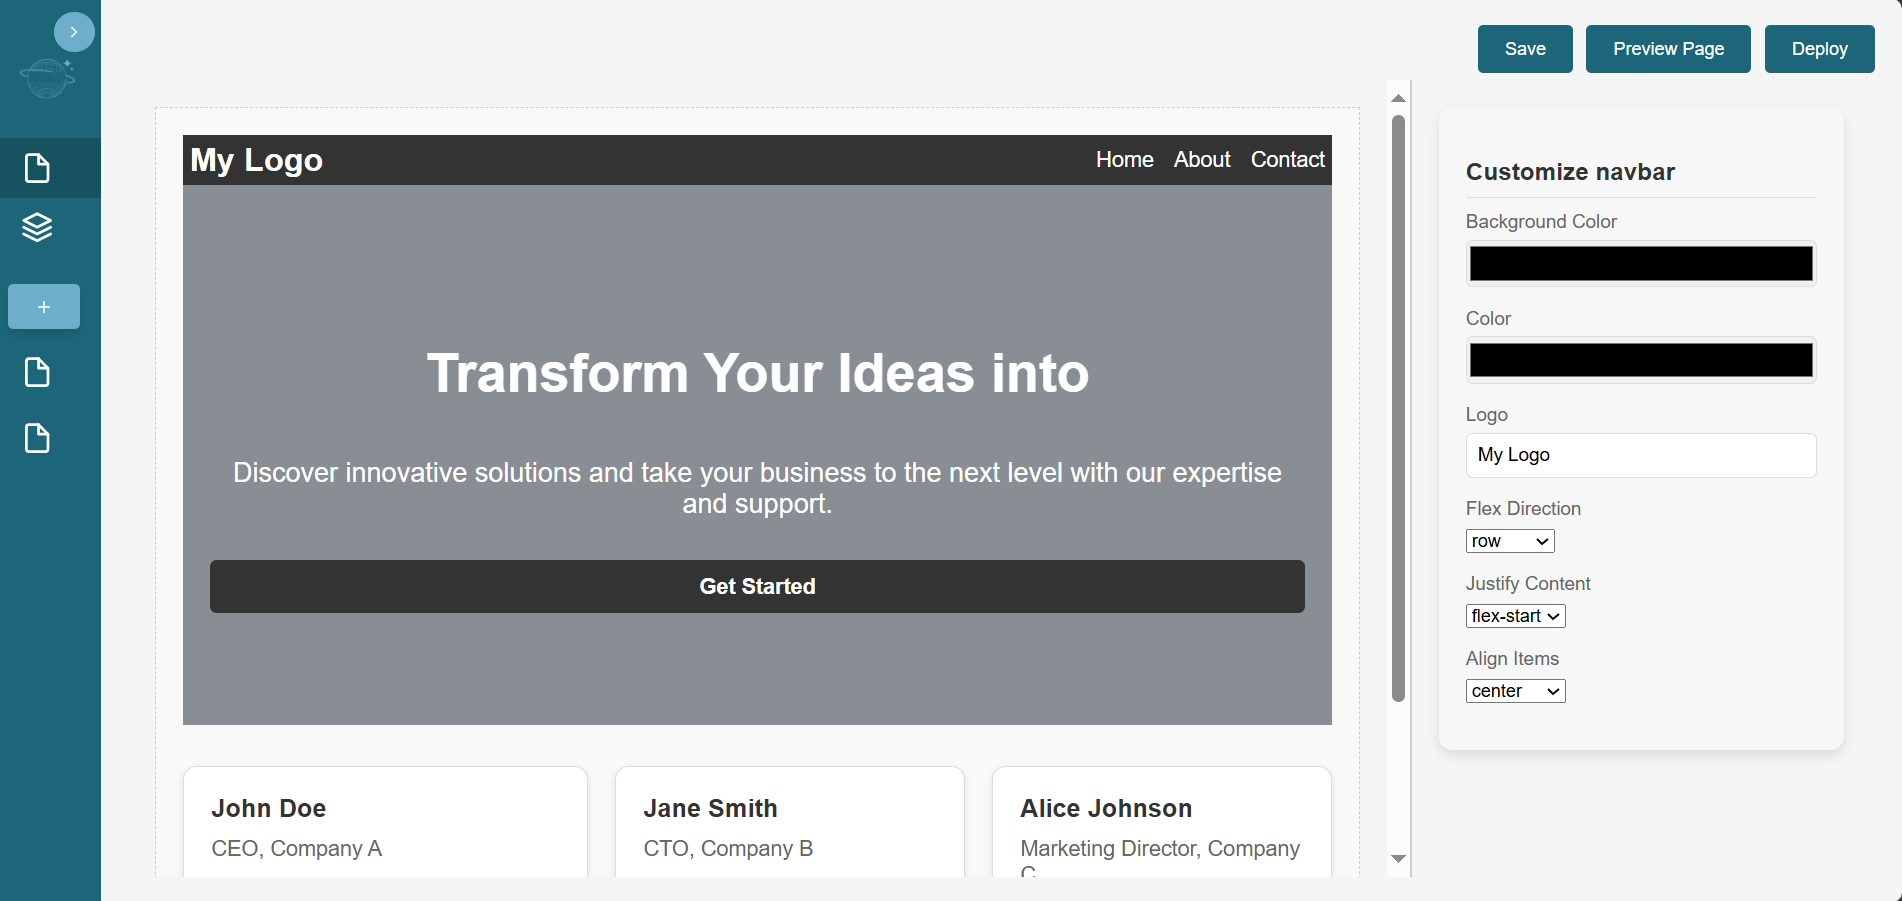 Save
Preview Page
Deploy
My Logo
Home About Contact
Transform Your Ideas into
Discover innovative solutions and take your business to the next level with our expertise
and support.
Get Started
John Doe
CEO, Company A
Jane Smith
CTO, Company B
Alice Johnson
Marketing Director, Company
C
Customize navbar
Background Color
Color
Logo
My Logo
Flex Direction
row
Justify Content
flex-start
Align Items
center